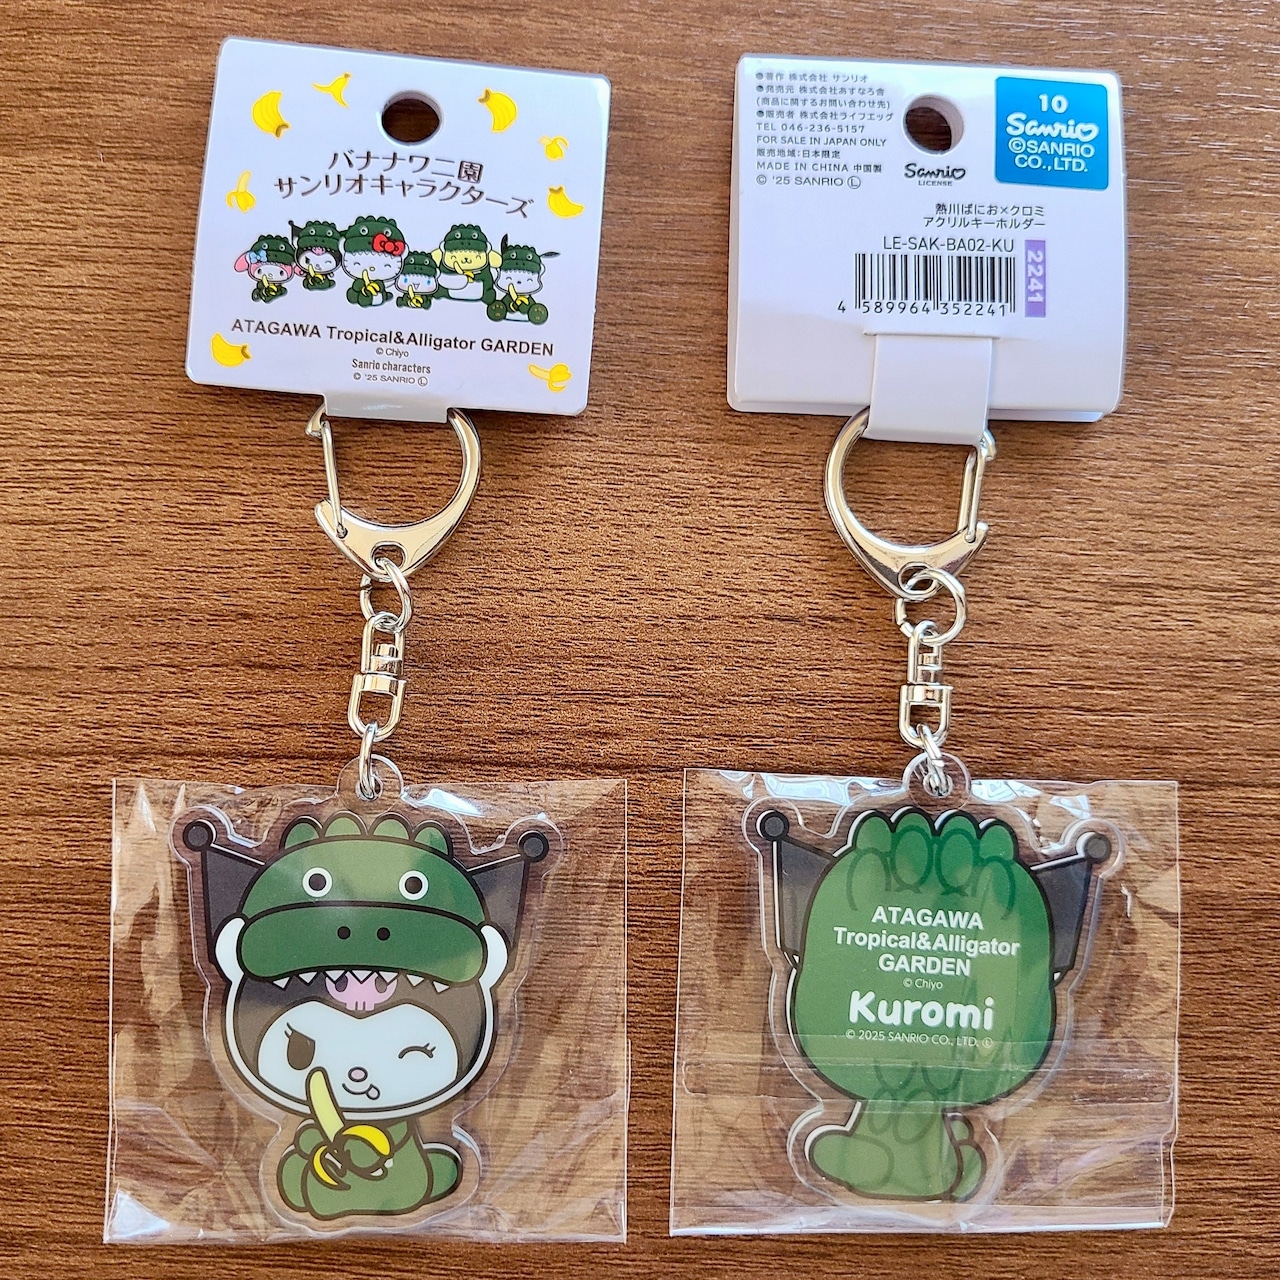 バナナワニ園
サンリオキャラクターズ
ATAGAWA Tropical&Alligator GARDEN
© Chiyo
Sanrio characters
© '25 SANRIO Ⓛ
●著作 株式会社 サンリオ
●発売元 株式会社あすなろ舎
(商品に関するお問い合わせ先)
●販売者 株式会社ライフエッグ
TEL 046-236-5157
FOR SALE IN JAPAN ONLY
販売地域:日本限定
MADE IN CHINA 中国製
© '25 SANRIO Ⓛ
Sanrio
LICENSE
10
Sanrio
©SANRIO
CO.,LTD.
熱川ばにお×クロミ
アクリルキーホルダー
LE-SAK-BA02-KU
2241
4 589964 352241
ATAGAWA
Tropical&Alligator
GARDEN
© Chiyo
Kuromi
© 2025 SANRIO CO., LTD. Ⓛ